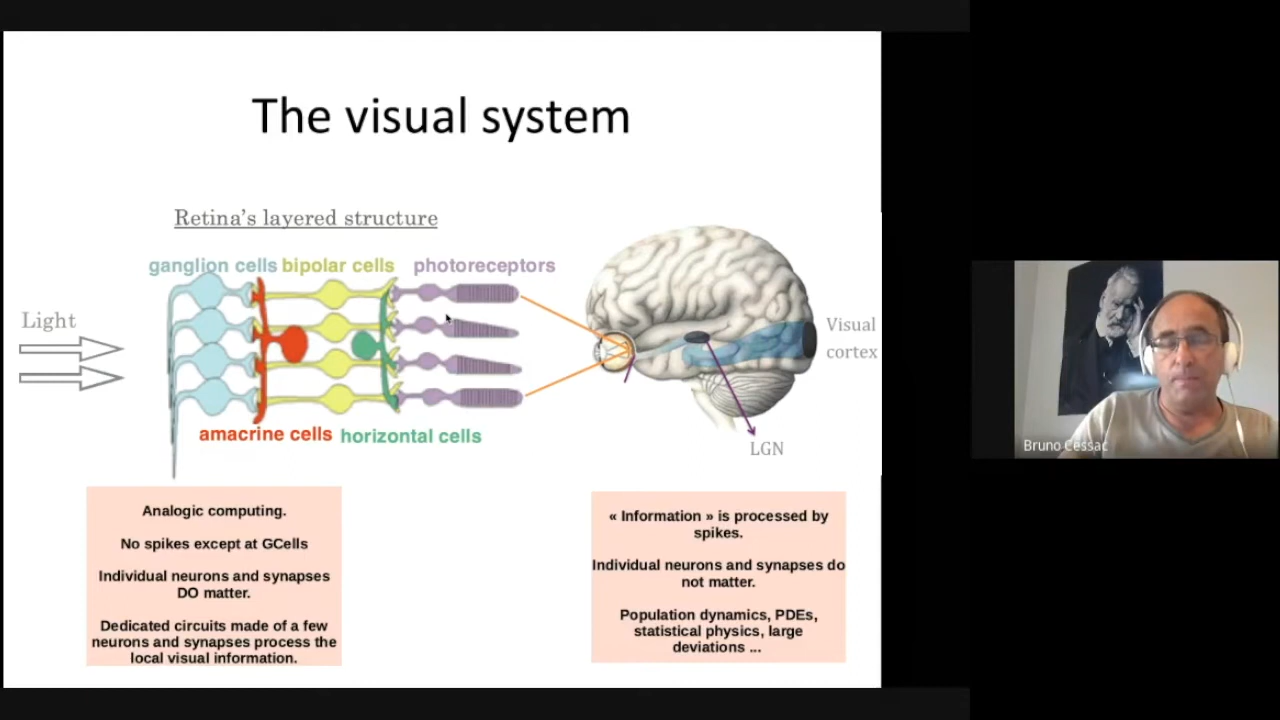 The visual system
Retina's layered structure
ganglion cells bipolar cells photoreceptors
Light
Visual
cortex
amacrine cells horizontal cells
LGN
Analogic computing.
No spikes except at GCells
Individual neurons and synapses
DO matter.
Dedicated circuits made of a few
neurons and synapses process the
local visual information.
« Information » is processed by
spikes.
Individual neurons and synapses do
not matter.
Population dynamics, PDEs,
statistical physics, large
deviations ...
Bruno Cessac